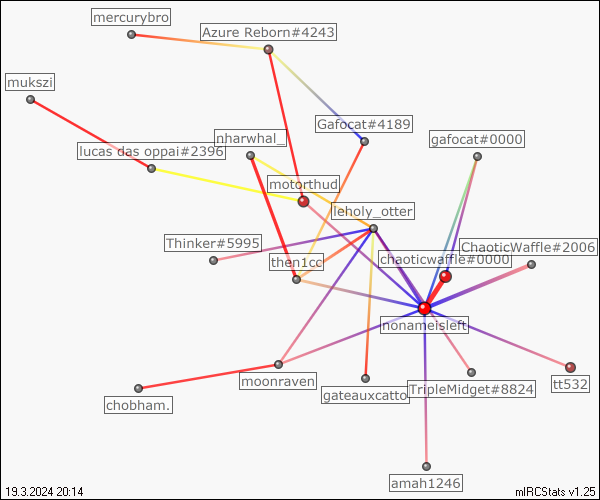 mercurybro
Azure Reborn#4243
mukszi
Gafocat#4189
nharwhal_
gafocat#0000
lucas das oppai#2396
motorthud
leholy_otter
Thinker#5995
ChaoticWaffle#2006
then1cc
chaoticwaffle#0000
nonameisleft
moonraven
tt532
TripleMidget#8824
gateauxcatto
chobham.
amah1246
19.3.2024 20:14
mIRCStats v1.25